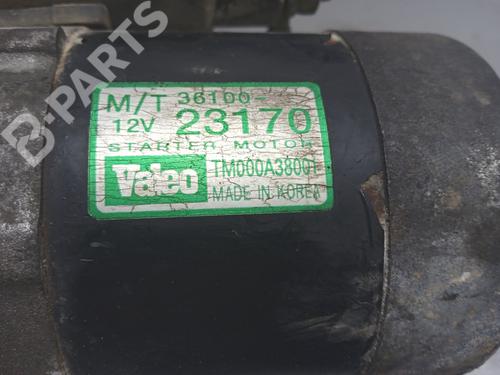 B-PARTS
M/T 36100-
12V 23170
STARTER MOTOR
Valeo TM000A38001
MADE IN KOREA